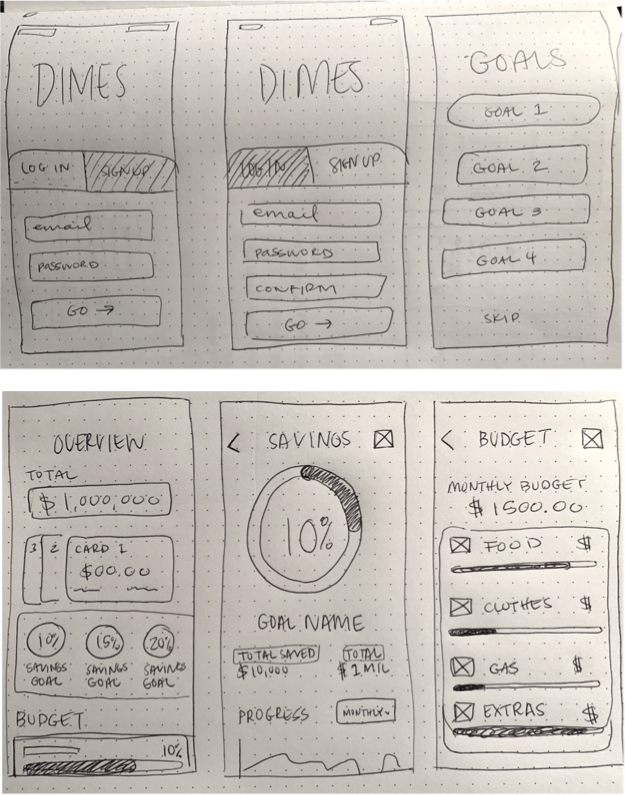 DIMES
LOG IN SIGN UP
email
PASSWORD
GO →
DIMES
LOG IN SIGN UP
email
PASSWORD
CONFIRM
GO →
GOALS
GOAL 1
GOAL 2
GOAL 3
GOAL 4
SKIP
OVERVIEW
TOTAL
$1,000,000
3 2 CARD 1
$00.00
10% 15% 20%
SAVINGS SAVINGS SAVINGS
GOAL GOAL GOAL
BUDGET
10%
< SAVINGS
10%
GOAL NAME
TOTAL SAVED TOTAL
$10,000 $1 MIL
PROGRESS MONTHLY
< BUDGET
MONTHLY BUDGET
$1500.00
FOOD $
CLOTHES $
GAS $
EXTRAS $